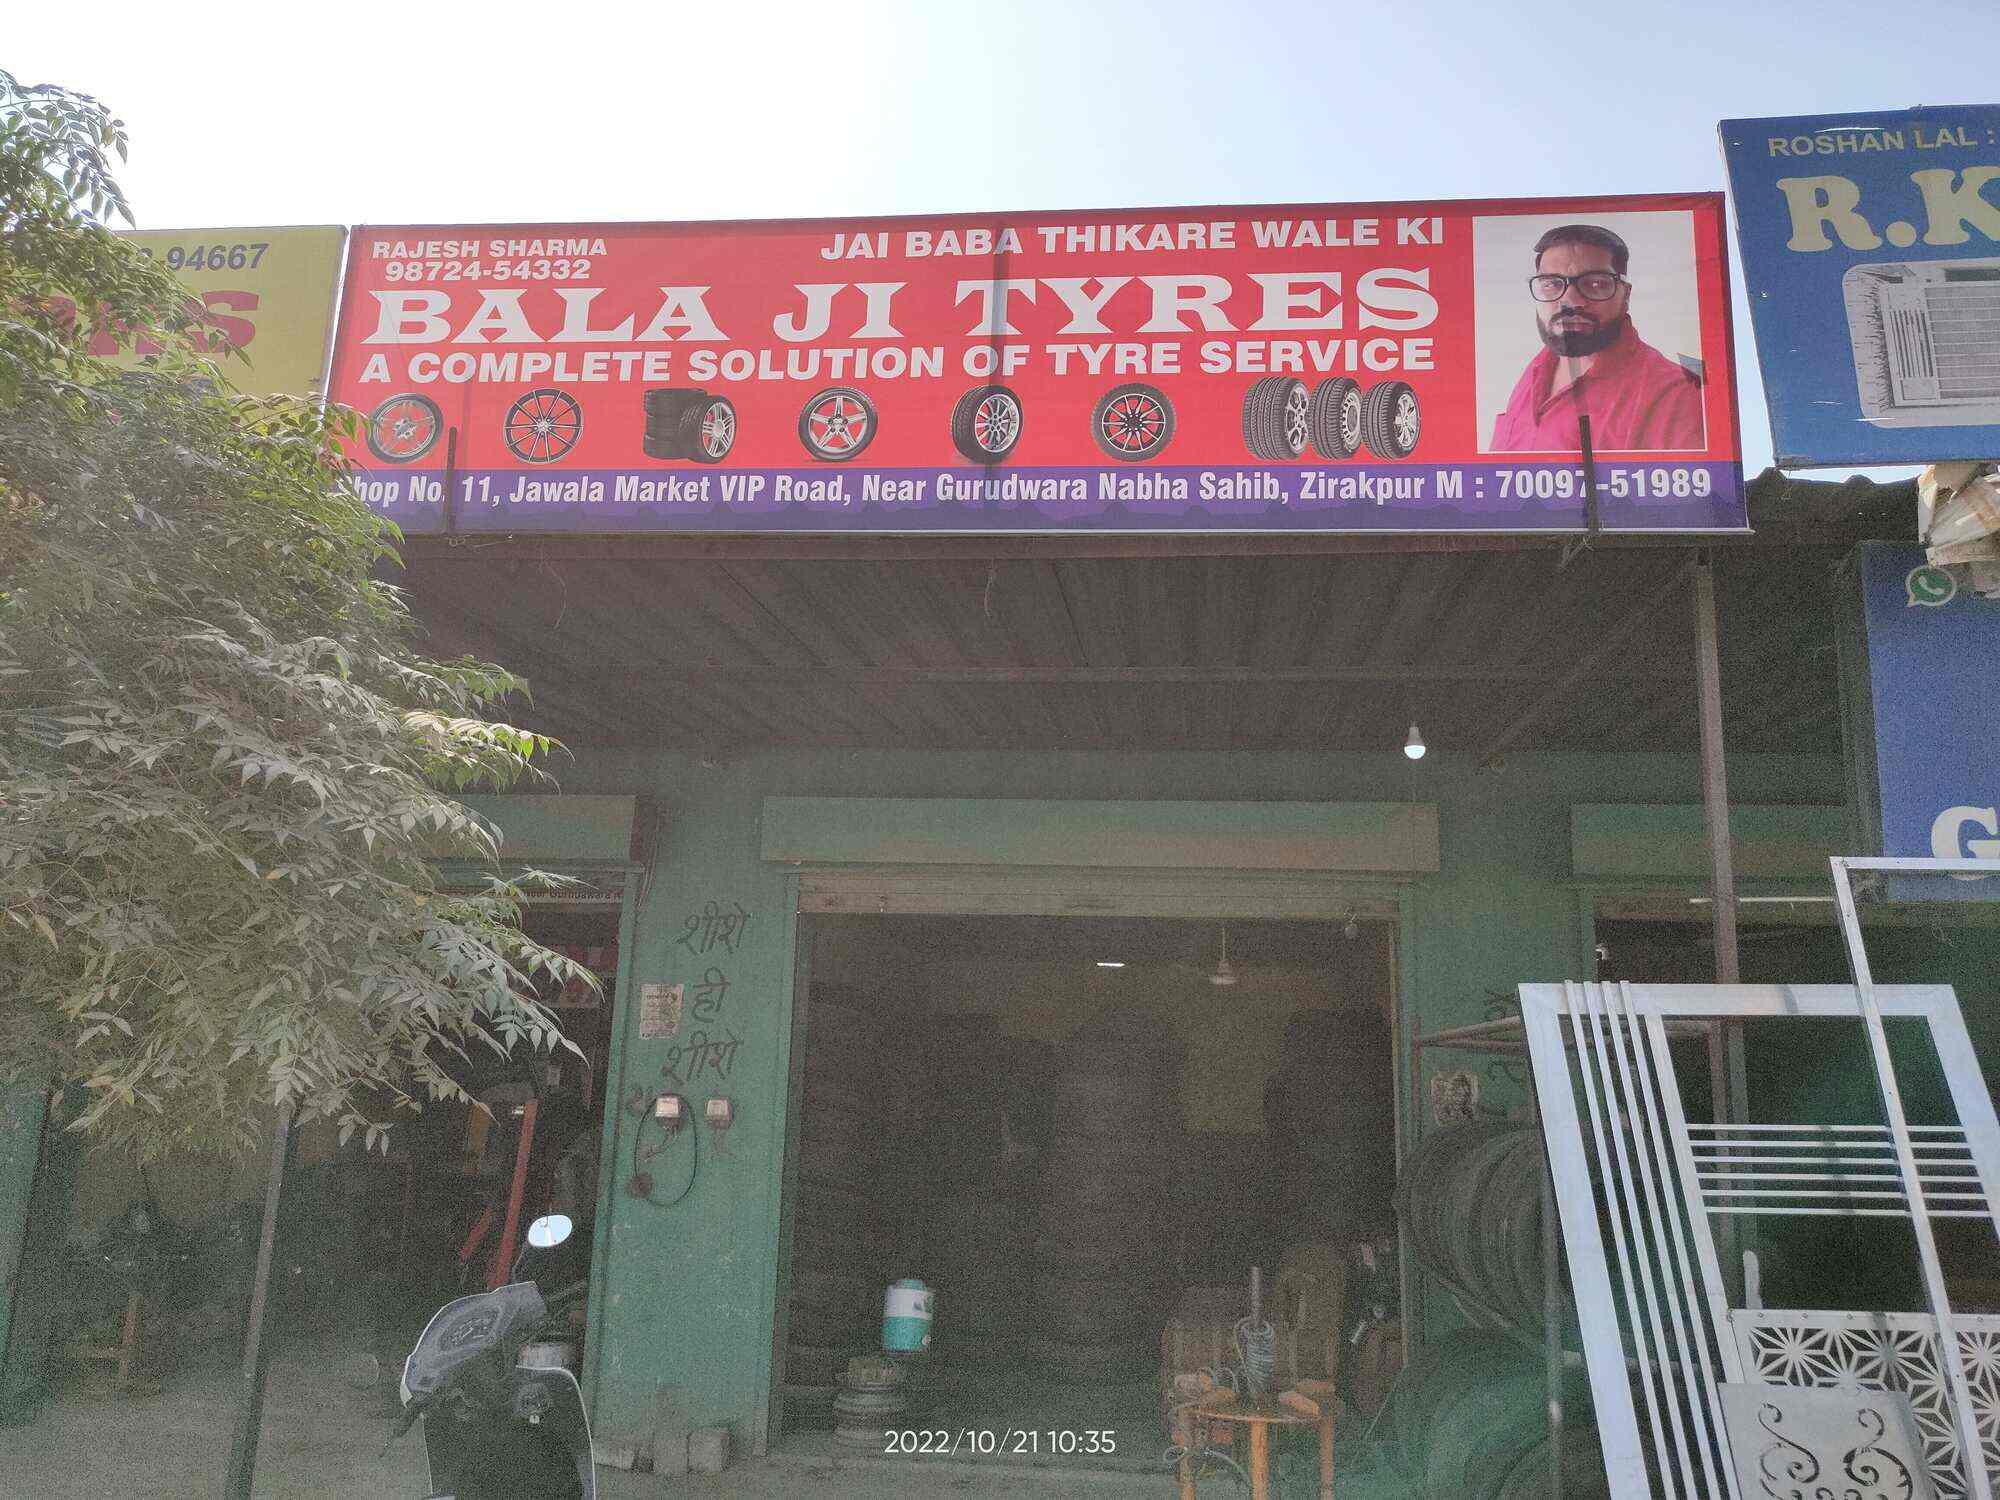 RAJESH SHARMA
98724-54332
JAI BABA THIKARE WALE KI
BALA JI TYRES
A COMPLETE SOLUTION OF TYRE SERVICE
Shop No. 11, Jawala Market VIP Road, Near Gurudwara Nabha Sahib, Zirakpur M : 70097-51989
94667
ROSHAN LAL :
R.K
G
शीशे
ही
शीशे
2022/10/21 10:35